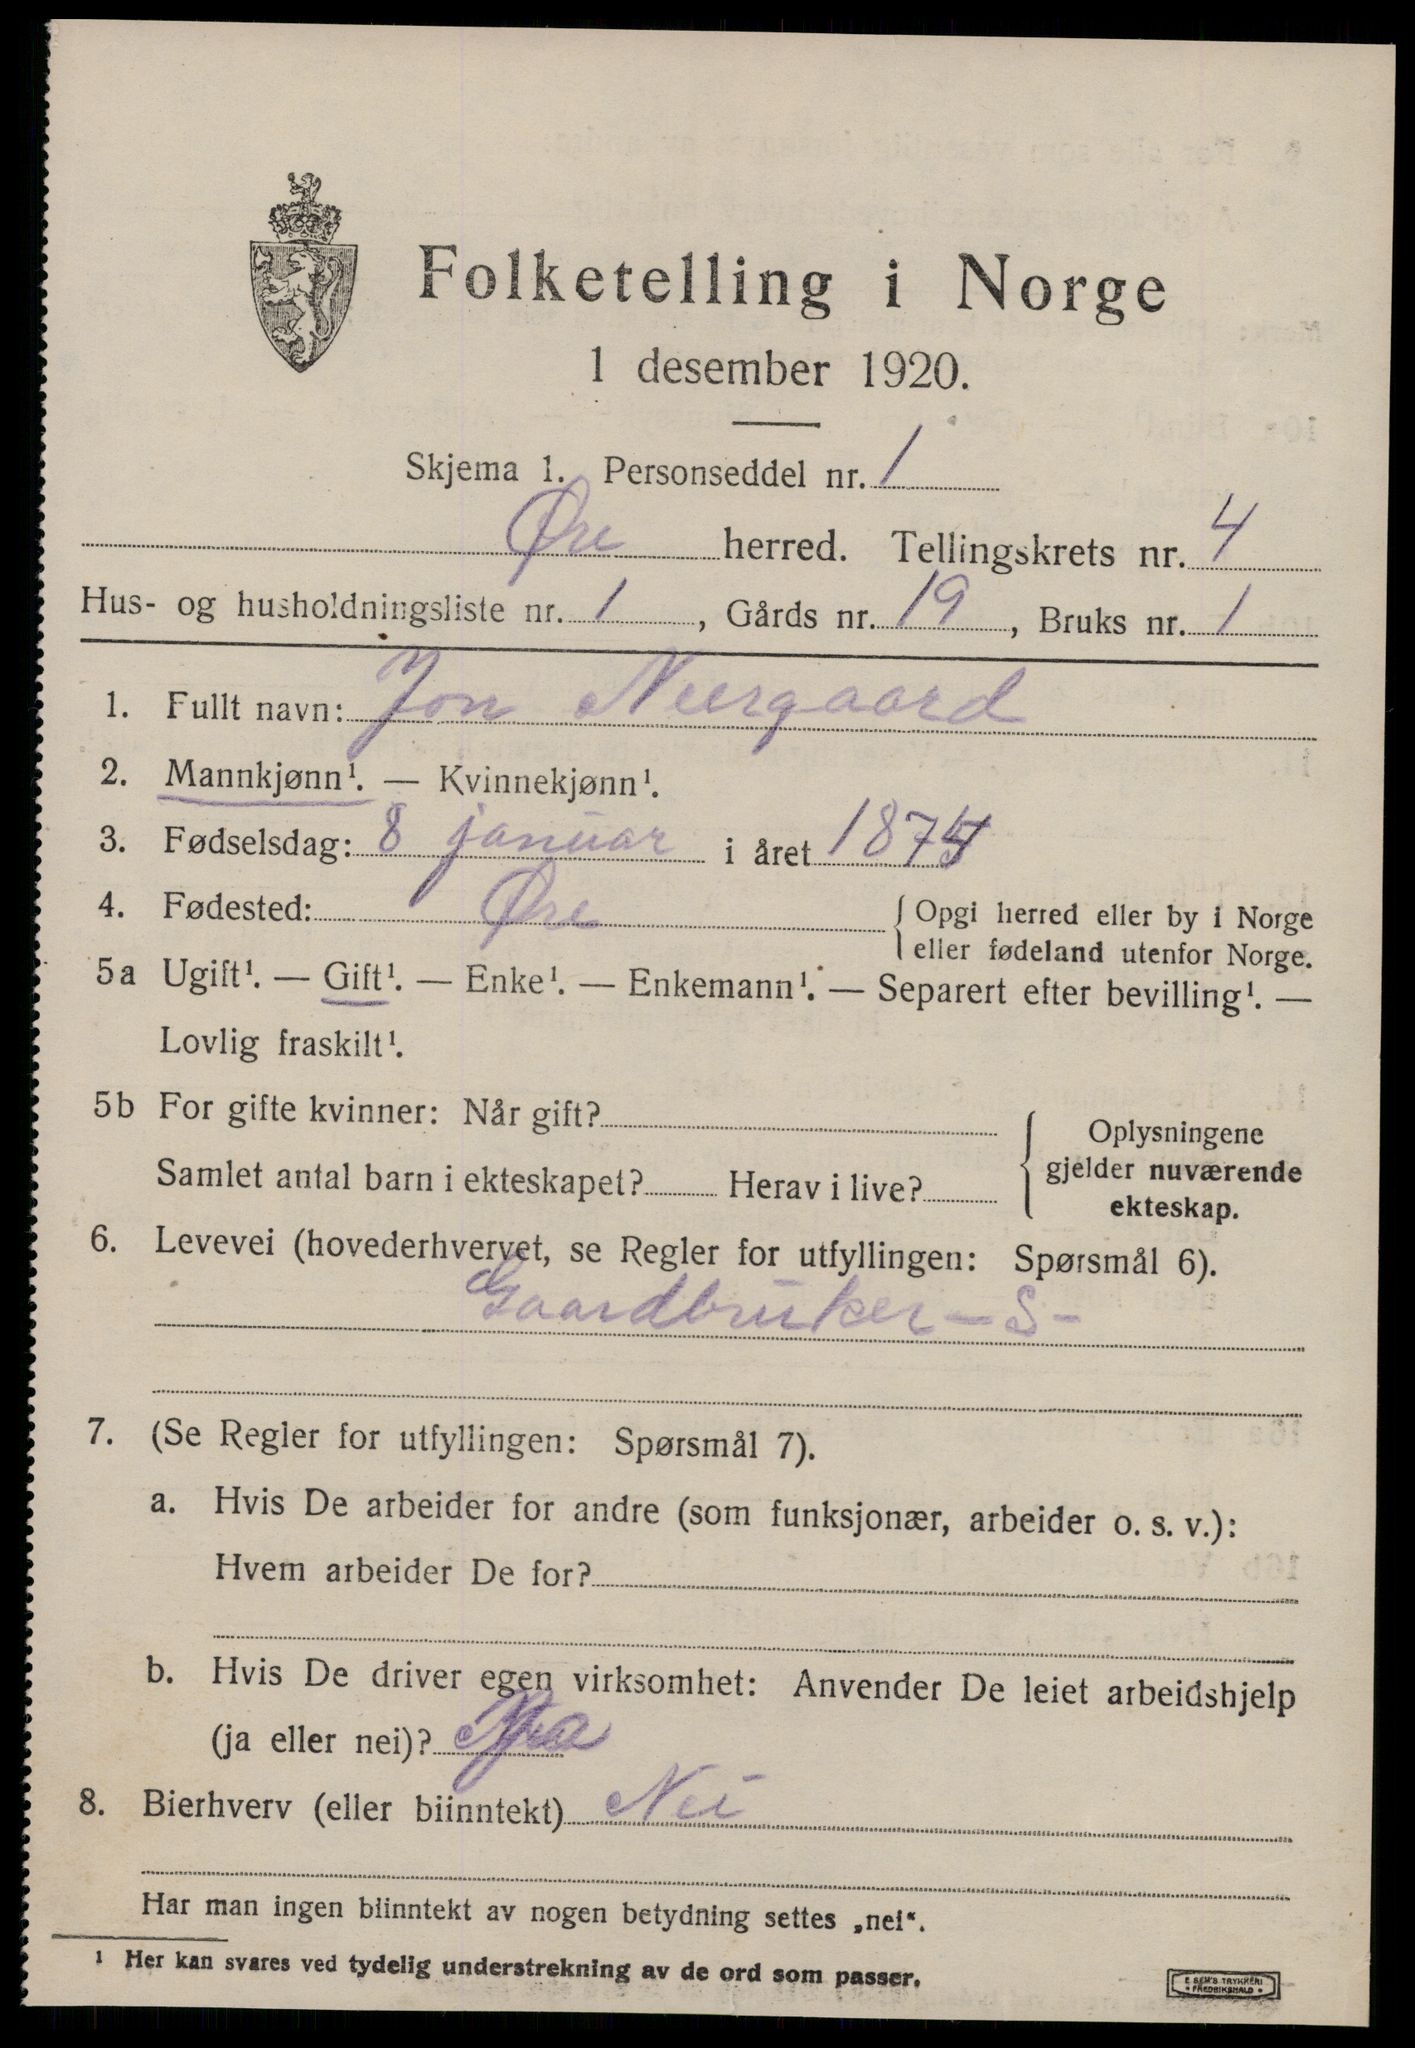 Folketelling i Norge
1 desember 1920.
Skjema 1. Personseddel nr. 1
Øre herred. Tellingskrets nr. 4
Hus- og husholdningsliste nr. 1, Gårds nr. 19, Bruks nr. 1
1. Fullt navn: Jon Neergaard
2. Mannkjønn¹. — Kvinnekjønn¹.
3. Fødselsdag: 8 januar i året
4. Fødested: Øre { Opgi herred eller by i Norge
eller fødeland utenfor Norge.
5a Ugift¹. — Gift¹. — Enke¹. — Enkemann¹. — Separert efter bevilling¹. —
Lovlig fraskilt¹.
5b For gifte kvinner: Når gift?
Samlet antal barn i ekteskapet? Herav i live?
{ Oplysningene
gjelder nuværende
ekteskap.
6. Levevei (hovederhvervet, se Regler for utfyllingen: Spørsmål 6).
Gaardbruker - S -
7. (Se Regler for utfyllingen: Spørsmål 7).
a. Hvis De arbeider for andre (som funksjonær, arbeider o. s. v.):
Hvem arbeider De for?
b. Hvis De driver egen virksomhet: Anvender De leiet arbeidshjelp
(ja eller nei)?
8. Bierhverv (eller biinntekt) Nei
Har man ingen biinntekt av nogen betydning settes „nei“.
¹ Her kan svares ved tydelig understrekning av de ord som passer.
E SEM'S TRYKKERI
• FREDRIKSHALD •